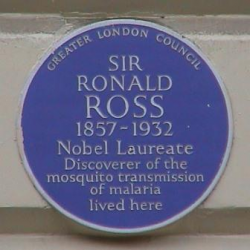 GREATER LONDON COUNCIL
SIR
RONALD
ROSS
1857-1932
Nobel Laureate
Discoverer of the
mosquito transmission
of malaria
lived here